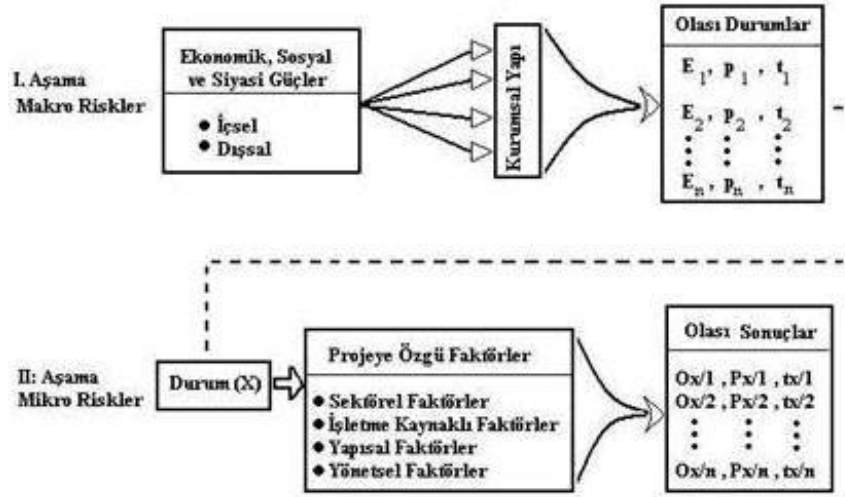 I. Aşama
Makro Riskler
Ekonomik, Sosyal
ve Siyasi Güçler
● İçsel
● Dışsal
Kurumsal Yapı
Olası Durumlar
E1, p1, t1
E2, p2, t2
En, pn, tn
II: Aşama
Mikro Riskler
Durum (X)
Projeye Özgü Faktörler
● Sektörel Faktörler
● İşletme Kaynaklı Faktörler
● Yapısal Faktörler
● Yönetsel Faktörler
Olası Sonuçlar
Ox/1 , Px/1 , tx/1
Ox/2 , Px/2 , tx/2
Ox/n , Px/n , tx/n